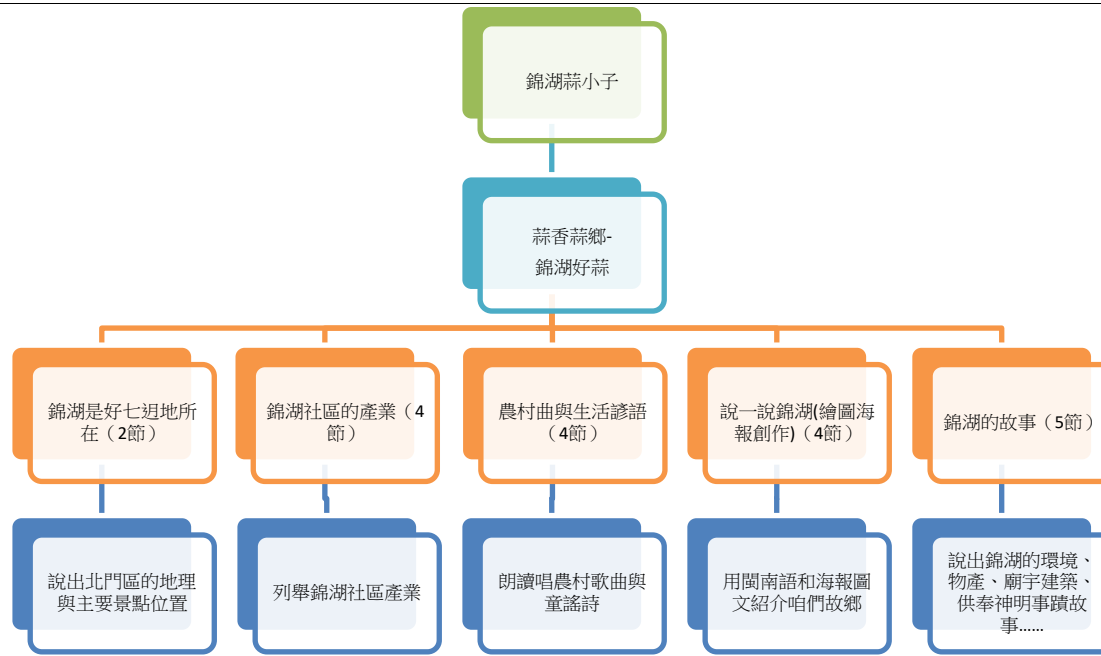 錦湖蒜小子
蒜香蒜鄉-
錦湖好蒜
錦湖是好七迌地所
在（2節）
錦湖社區的產業（4
節）
農村曲與生活諺語
（4節）
說一說錦湖(繪圖海
報創作)（4節）
錦湖的故事（5節）
說出北門區的地理
與主要景點位置
列舉錦湖社區產業
朗讀唱農村歌曲與
童謠詩
用閩南語和海報圖
文紹介咱們故鄉
說出錦湖的環境、
物產、廟宇建築、
供奉神明事蹟故
事......